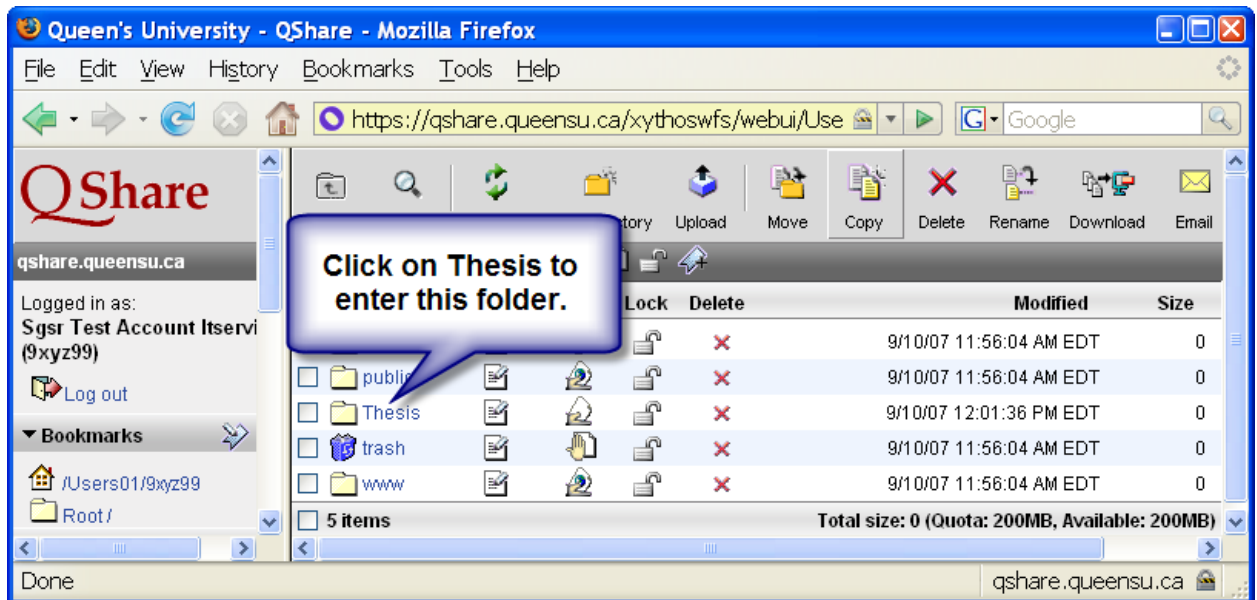 Queen's University - QShare - Mozilla Firefox
File Edit View History Bookmarks Tools Help
https://qshare.queensu.ca/xythoswfs/webui/Use G Google
QShare
tory Upload Move Copy Delete Rename Download Email
qshare.queensu.ca
Click on Thesis to
enter this folder.
Logged in as:
Sgsr Test Account Itservi
(9xyz99)
Log out
Bookmarks
/Users01/9xyz99
Root /
Lock Delete Modified Size
9/10/07 11:56:04 AM EDT 0
public 9/10/07 11:56:04 AM EDT 0
Thesis 9/10/07 12:01:36 PM EDT 0
trash 9/10/07 11:56:04 AM EDT 0
www 9/10/07 11:56:04 AM EDT 0
5 items Total size: 0 (Quota: 200MB, Available: 200MB)
Done qshare.queensu.ca